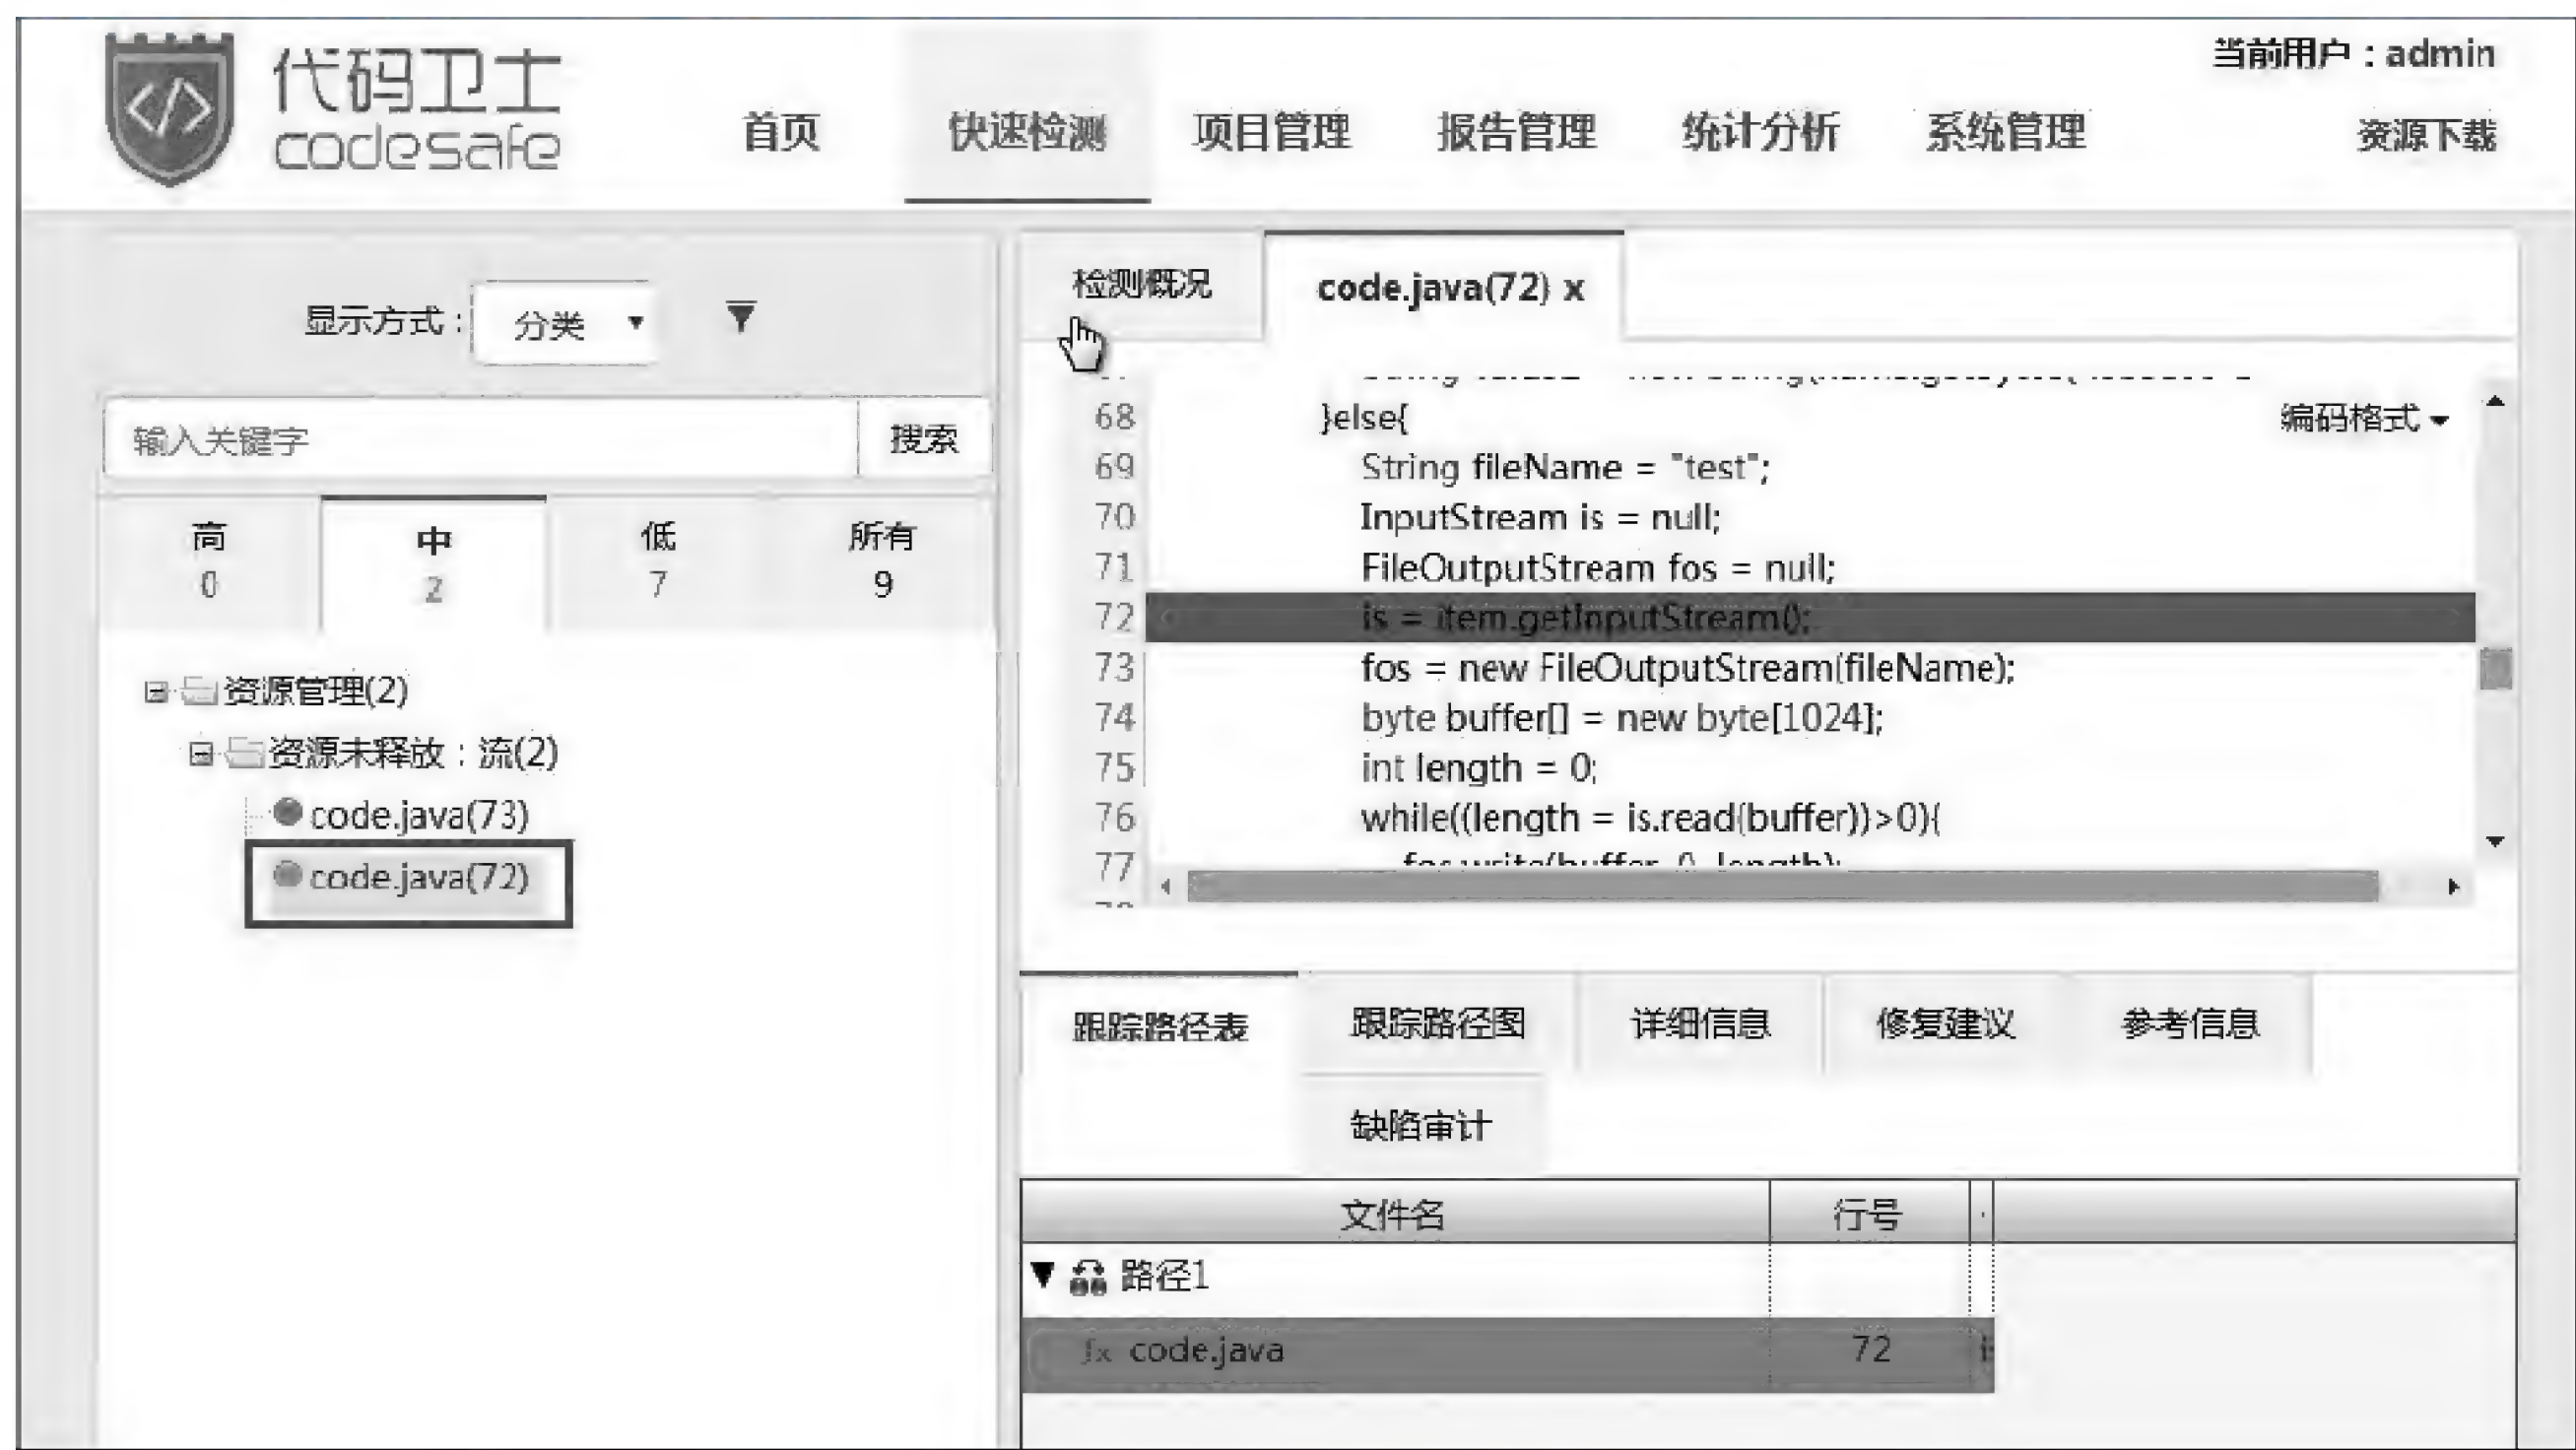 当前用户：admin
代码卫士
codesafe
首页 快速检测 项目管理 报告管理 统计分析 系统管理 资源下载
显示方式： 分类
输入关键字 搜索
高 中 低 所有
0 2 7 9
资源管理(2)
资源未释放：流(2)
code.java(73)
code.java(72)
检测概况 code.java(72) x
编码格式
68 }else{
69 String fileName = "test";
70 InputStream is = null;
71 FileOutputStream fos = null;
72 is = item.getInputStream();
73 fos = new FileOutputStream(fileName);
74 byte buffer[] = new byte[1024];
75 int length = 0;
76 while((length = is.read(buffer))>0){
77 fos.write(buffer, 0, length);
跟踪路径表 跟踪路径图 详细信息 修复建议 参考信息
缺陷审计
文件名 行号
路径1
fx code.java 72